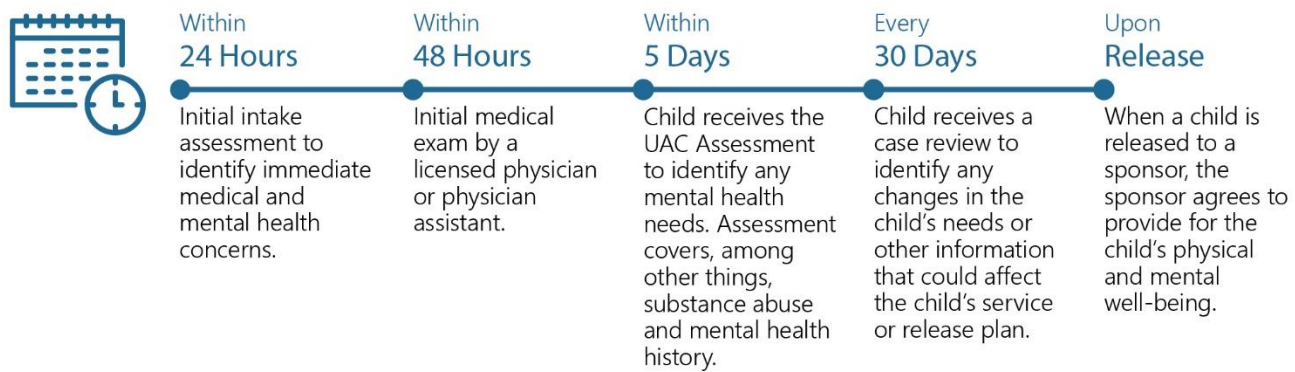 Within
24 Hours
Initial intake
assessment to
identify immediate
medical and
mental health
concerns.
Within
48 Hours
Initial medical
exam by a
licensed physician
or physician
assistant.
Within
5 Days
Child receives the
UAC Assessment
to identify any
mental health
needs. Assessment
covers, among
other things,
substance abuse
and mental health
history.
Every
30 Days
Child receives a
case review to
identify any
changes in the
child’s needs or
other information
that could affect
the child’s service
or release plan.
Upon
Release
When a child is
released to a
sponsor, the
sponsor agrees to
provide for the
child’s physical
and mental
well-being.